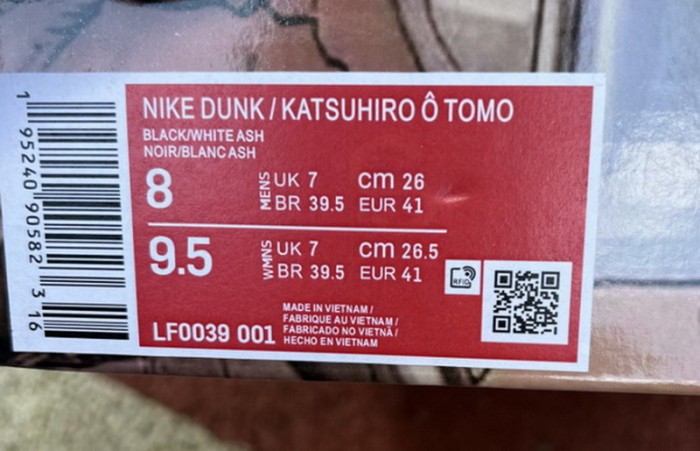 NIKE DUNK / KATSUHIRO Ô TOMO
BLACK/WHITE ASH
NOIR/BLANC ASH
8 MENS UK 7 cm 26
BR 39.5 EUR 41
9.5 WMNS UK 7 cm 26.5
BR 39.5 EUR 41
RFID
MADE IN VIETNAM /
FABRIQUE AU VIETNAM /
FABRICADO NO VIETNÃ /
HECHO EN VIETNAM
LF0039 001
1 95240 90582 3 16